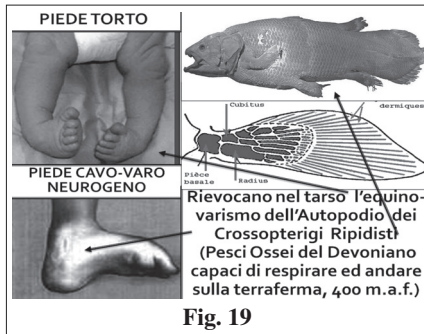 PIEDE TORTO
PIEDE CAVO-VARO
NEUROGENO
Cubitus
dermiques
Pièce
basale
Radius
Rievocano nel tarso l'equino-
varismo dell'Autopodio dei
Crossopterigi Ripidisti
(Pesci Ossei del Devoniano
capaci di respirare ed andare
sulla terraferma, 400 m.a.f.)
Fig. 19